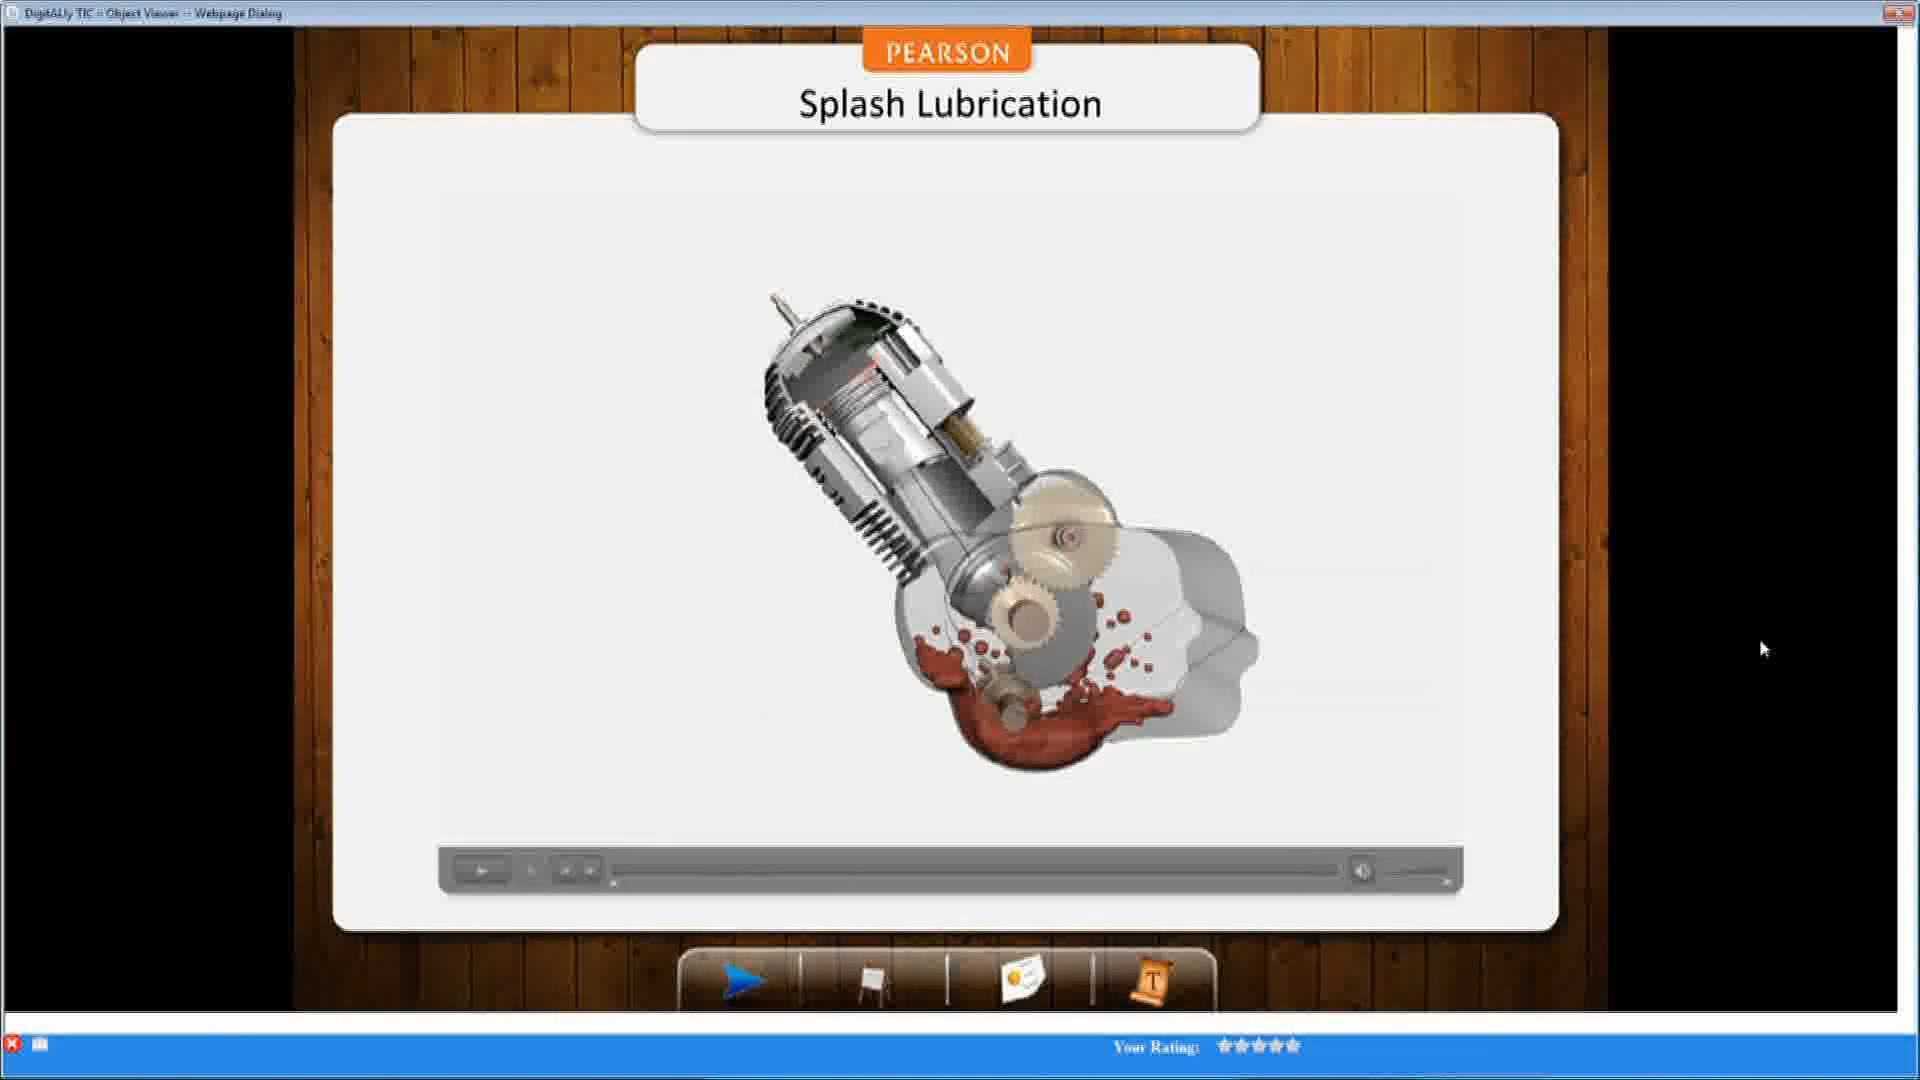 DigitALly TIC :: Object Viewer -- Webpage Dialog
PEARSON
Splash Lubrication
T
Your Rating: